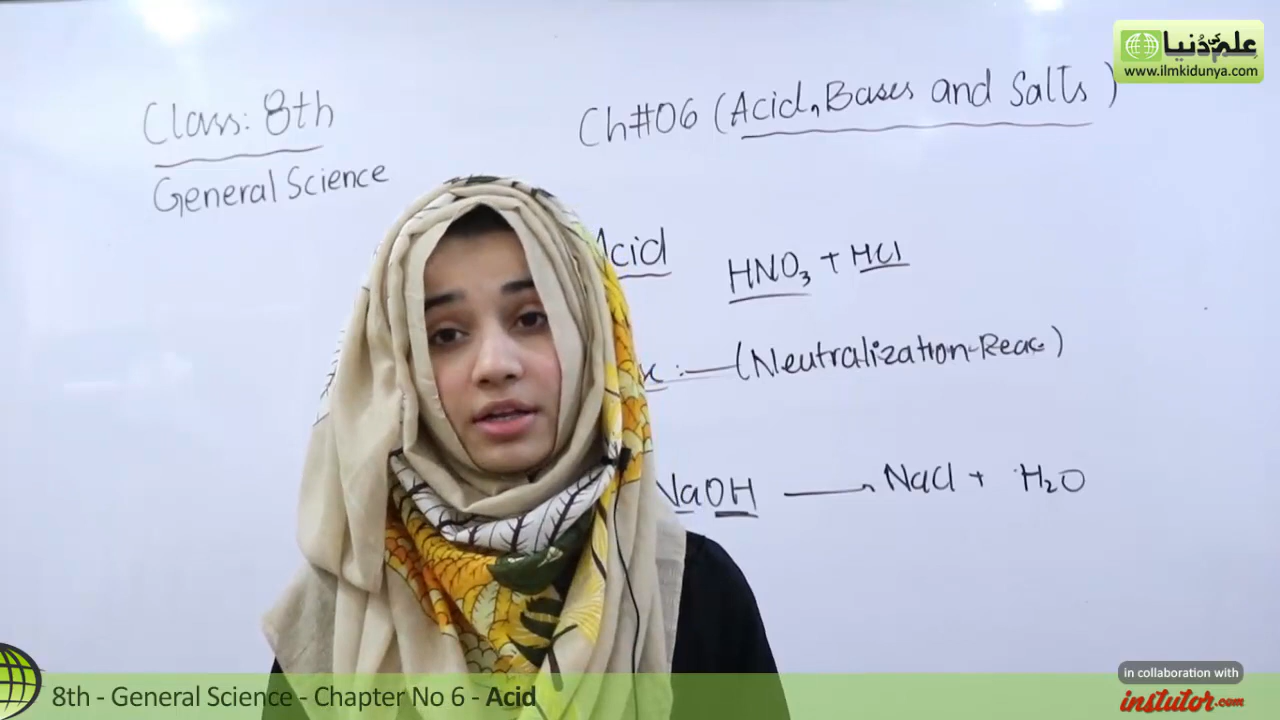 علم کی دُنیا
www.ilmkidunya.com
Class: 8th
Ch#06 (Acid, Bases and Salts)
General Science
Acid
HNO₃ + HCl
:—(Neutralization-Reac)
NaOH → NaCl + H₂O
in collaboration with
instutor.com
8th - General Science - Chapter No 6 - Acid